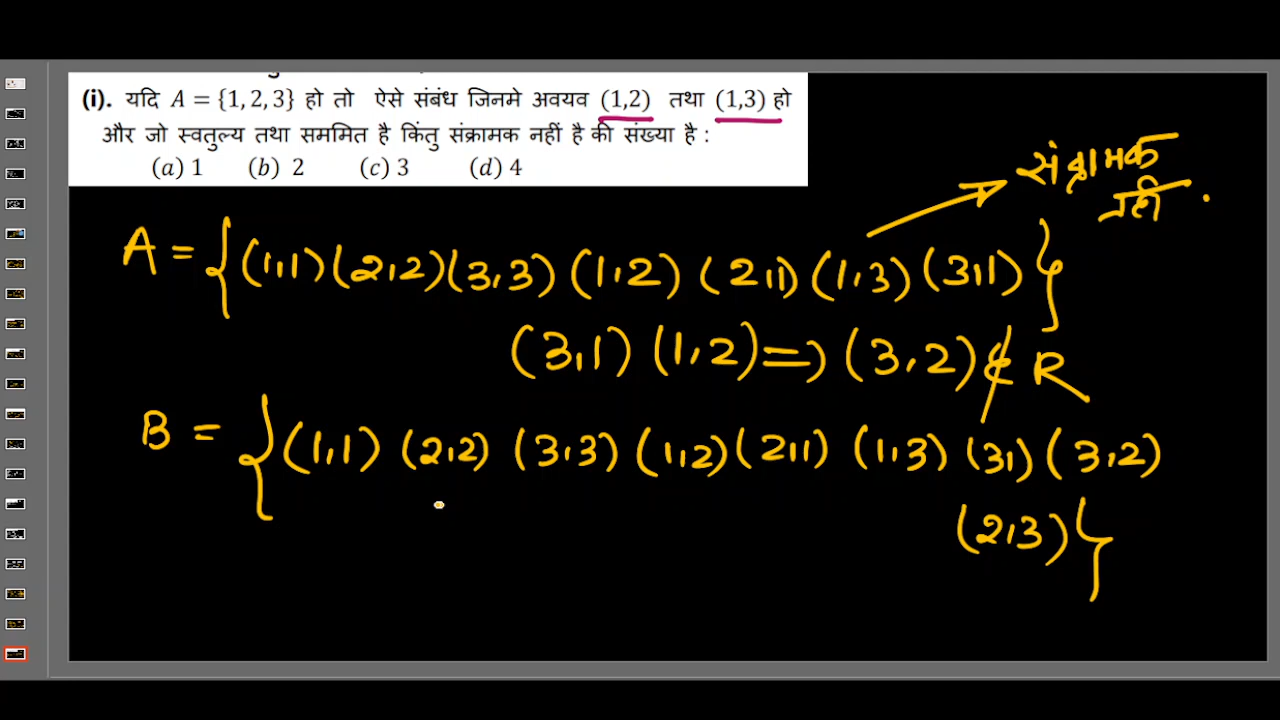 (i). यदि A = {1, 2, 3} हो तो ऐसे संबंध जिनमे अवयव (1,2) तथा (1,3) हो
और जो स्वतुल्य तथा सममित है किंतु संक्रामक नहीं है की संख्या है :
(a) 1 (b) 2 (c) 3 (d) 4
संक्रामक
नही .
A = {(1,1) (2,2) (3,3) (1,2) (2,1) (1,3) (3,1)}
(3,1) (1,2) => (3,2) ∉ R
B = {(1,1) (2,2) (3,3) (1,2) (2,1) (1,3) (3,1) (3,2)
(2,3)}